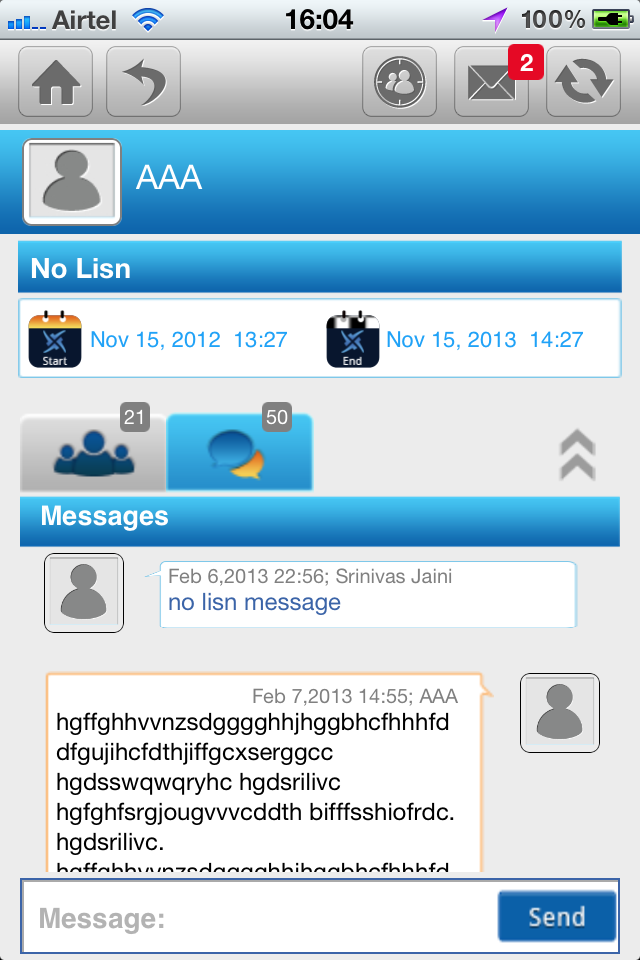 Airtel 16:04 100%
2
AAA
No Lisn
Start Nov 15, 2012 13:27 End Nov 15, 2013 14:27
21 50
Messages
Feb 6,2013 22:56; Srinivas Jaini
no lisn message
Feb 7,2013 14:55; AAA
hgffghhvvnzsdgggghhjhggbhcfhhhfd
dfgujihcfdthjiffgcxserggcc
hgdsswqwqryhc hgdsrilivc
hgfghfsrgjougvvvcddth bifffsshiofrdc.
hgdsrilivc.
hgffghhvvnzsdgggghhjhggbhcfhhhfd
Message: Send